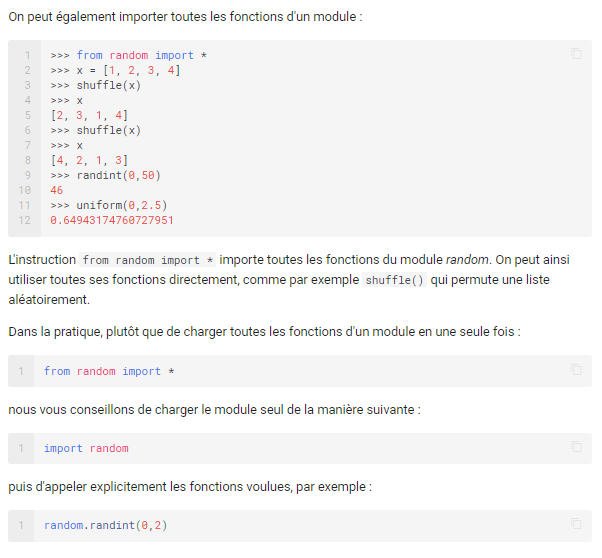 On peut également importer toutes les fonctions d'un module :
1 >>> from random import *
2 >>> x = [1, 2, 3, 4]
3 >>> shuffle(x)
4 >>> x
5 [2, 3, 1, 4]
6 >>> shuffle(x)
7 >>> x
8 [4, 2, 1, 3]
9 >>> randint(0,50)
10 46
11 >>> uniform(0,2.5)
12 0.64943174760727951
L'instruction from random import * importe toutes les fonctions du module random. On peut ainsi
utiliser toutes ses fonctions directement, comme par exemple shuffle() qui permute une liste
aléatoirement.
Dans la pratique, plutôt que de charger toutes les fonctions d'un module en une seule fois :
1 from random import *
nous vous conseillons de charger le module seul de la manière suivante :
1 import random
puis d'appeler explicitement les fonctions voulues, par exemple :
1 random.randint(0,2)